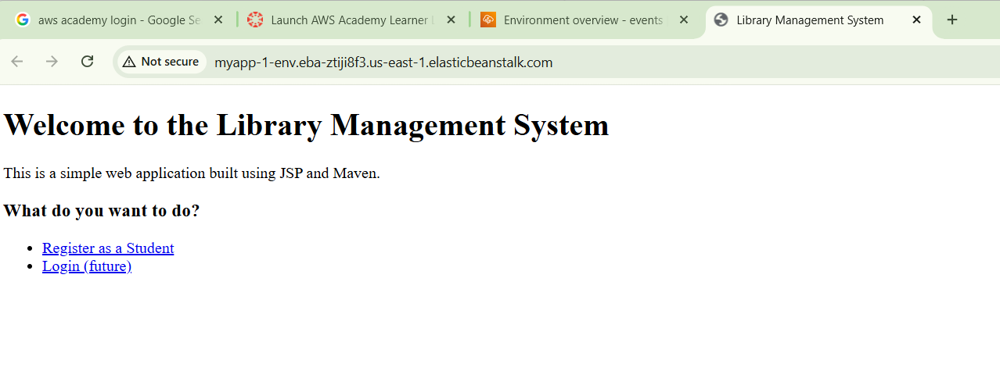 aws academy login - Google Se
Launch AWS Academy Learner L
Environment overview - events
Library Management System
Not secure
myapp-1-env.eba-ztiji8f3.us-east-1.elasticbeanstalk.com
Welcome to the Library Management System
This is a simple web application built using JSP and Maven.
What do you want to do?
Register as a Student
Login (future)